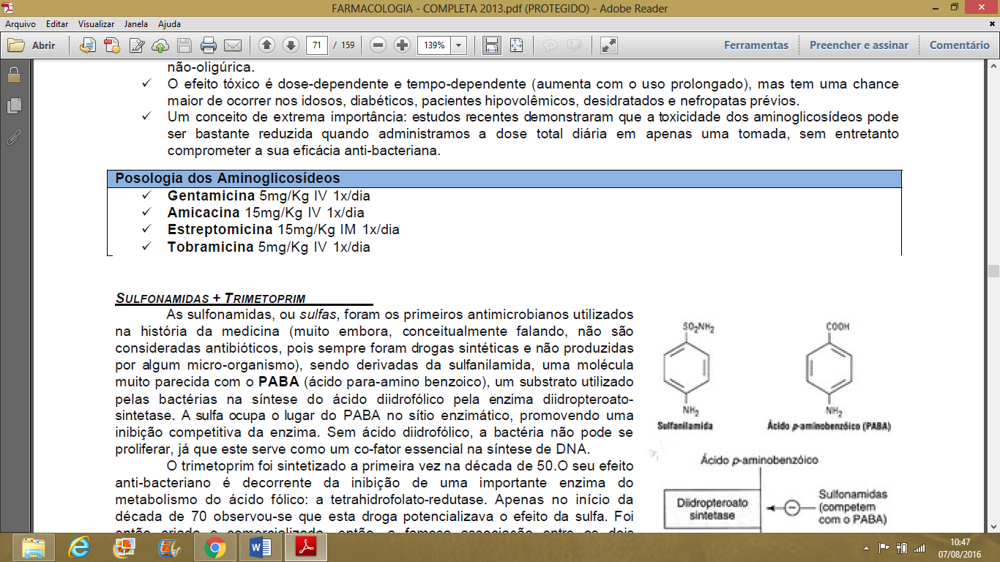 FARMACOLOGIA - COMPLETA 2013.pdf (PROTEGIDO) - Adobe Reader
Arquivo Editar Visualizar Janela Ajuda
Abrir 71 / 159 139% Ferramentas Preencher e assinar Comentário
não-oligúrica.
✓ O efeito tóxico é dose-dependente e tempo-dependente (aumenta com o uso prolongado), mas tem uma chance
maior de ocorrer nos idosos, diabéticos, pacientes hipovolêmicos, desidratados e nefropatas prévios.
✓ Um conceito de extrema importância: estudos recentes demonstraram que a toxicidade dos aminoglicosídeos pode
ser bastante reduzida quando administramos a dose total diária em apenas uma tomada, sem entretanto
comprometer a sua eficácia anti-bacteriana.
Posologia dos Aminoglicosídeos
✓ Gentamicina 5mg/Kg IV 1x/dia
✓ Amicacina 15mg/Kg IV 1x/dia
✓ Estreptomicina 15mg/Kg IM 1x/dia
✓ Tobramicina 5mg/Kg IV 1x/dia
SULFONAMIDAS + TRIMETOPRIM
As sulfonamidas, ou sulfas, foram os primeiros antimicrobianos utilizados
na história da medicina (muito embora, conceitualmente falando, não são
consideradas antibióticos, pois sempre foram drogas sintéticas e não produzidas
por algum micro-organismo), sendo derivadas da sulfanilamida, uma molécula
muito parecida com o PABA (ácido para-amino benzoico), um substrato utilizado
pelas bactérias na síntese do ácido diidrofólico pela enzima diidropteroato-
sintetase. A sulfa ocupa o lugar do PABA no sítio enzimático, promovendo uma
inibição competitiva da enzima. Sem ácido diidrofólico, a bactéria não pode se
proliferar, já que este serve como um co-fator essencial na síntese de DNA.
O trimetoprim foi sintetizado a primeira vez na década de 50.O seu efeito
anti-bacteriano é decorrente da inibição de uma importante enzima do
metabolismo do ácido fólico: a tetrahidrofolato-redutase. Apenas no início da
década de 70 observou-se que esta droga potencializava o efeito da sulfa. Foi
então criada e comercializada, então, a famosa associação entre os dois
SO2NH2
NH2
Sulfanilamida
COOH
NH2
Ácido p-aminobenzóico (PABA)
Ácido p-aminobenzóico
Diidropteroato
sintetase
Sulfonamidas
(competem
com o PABA)
10:47
07/08/2016